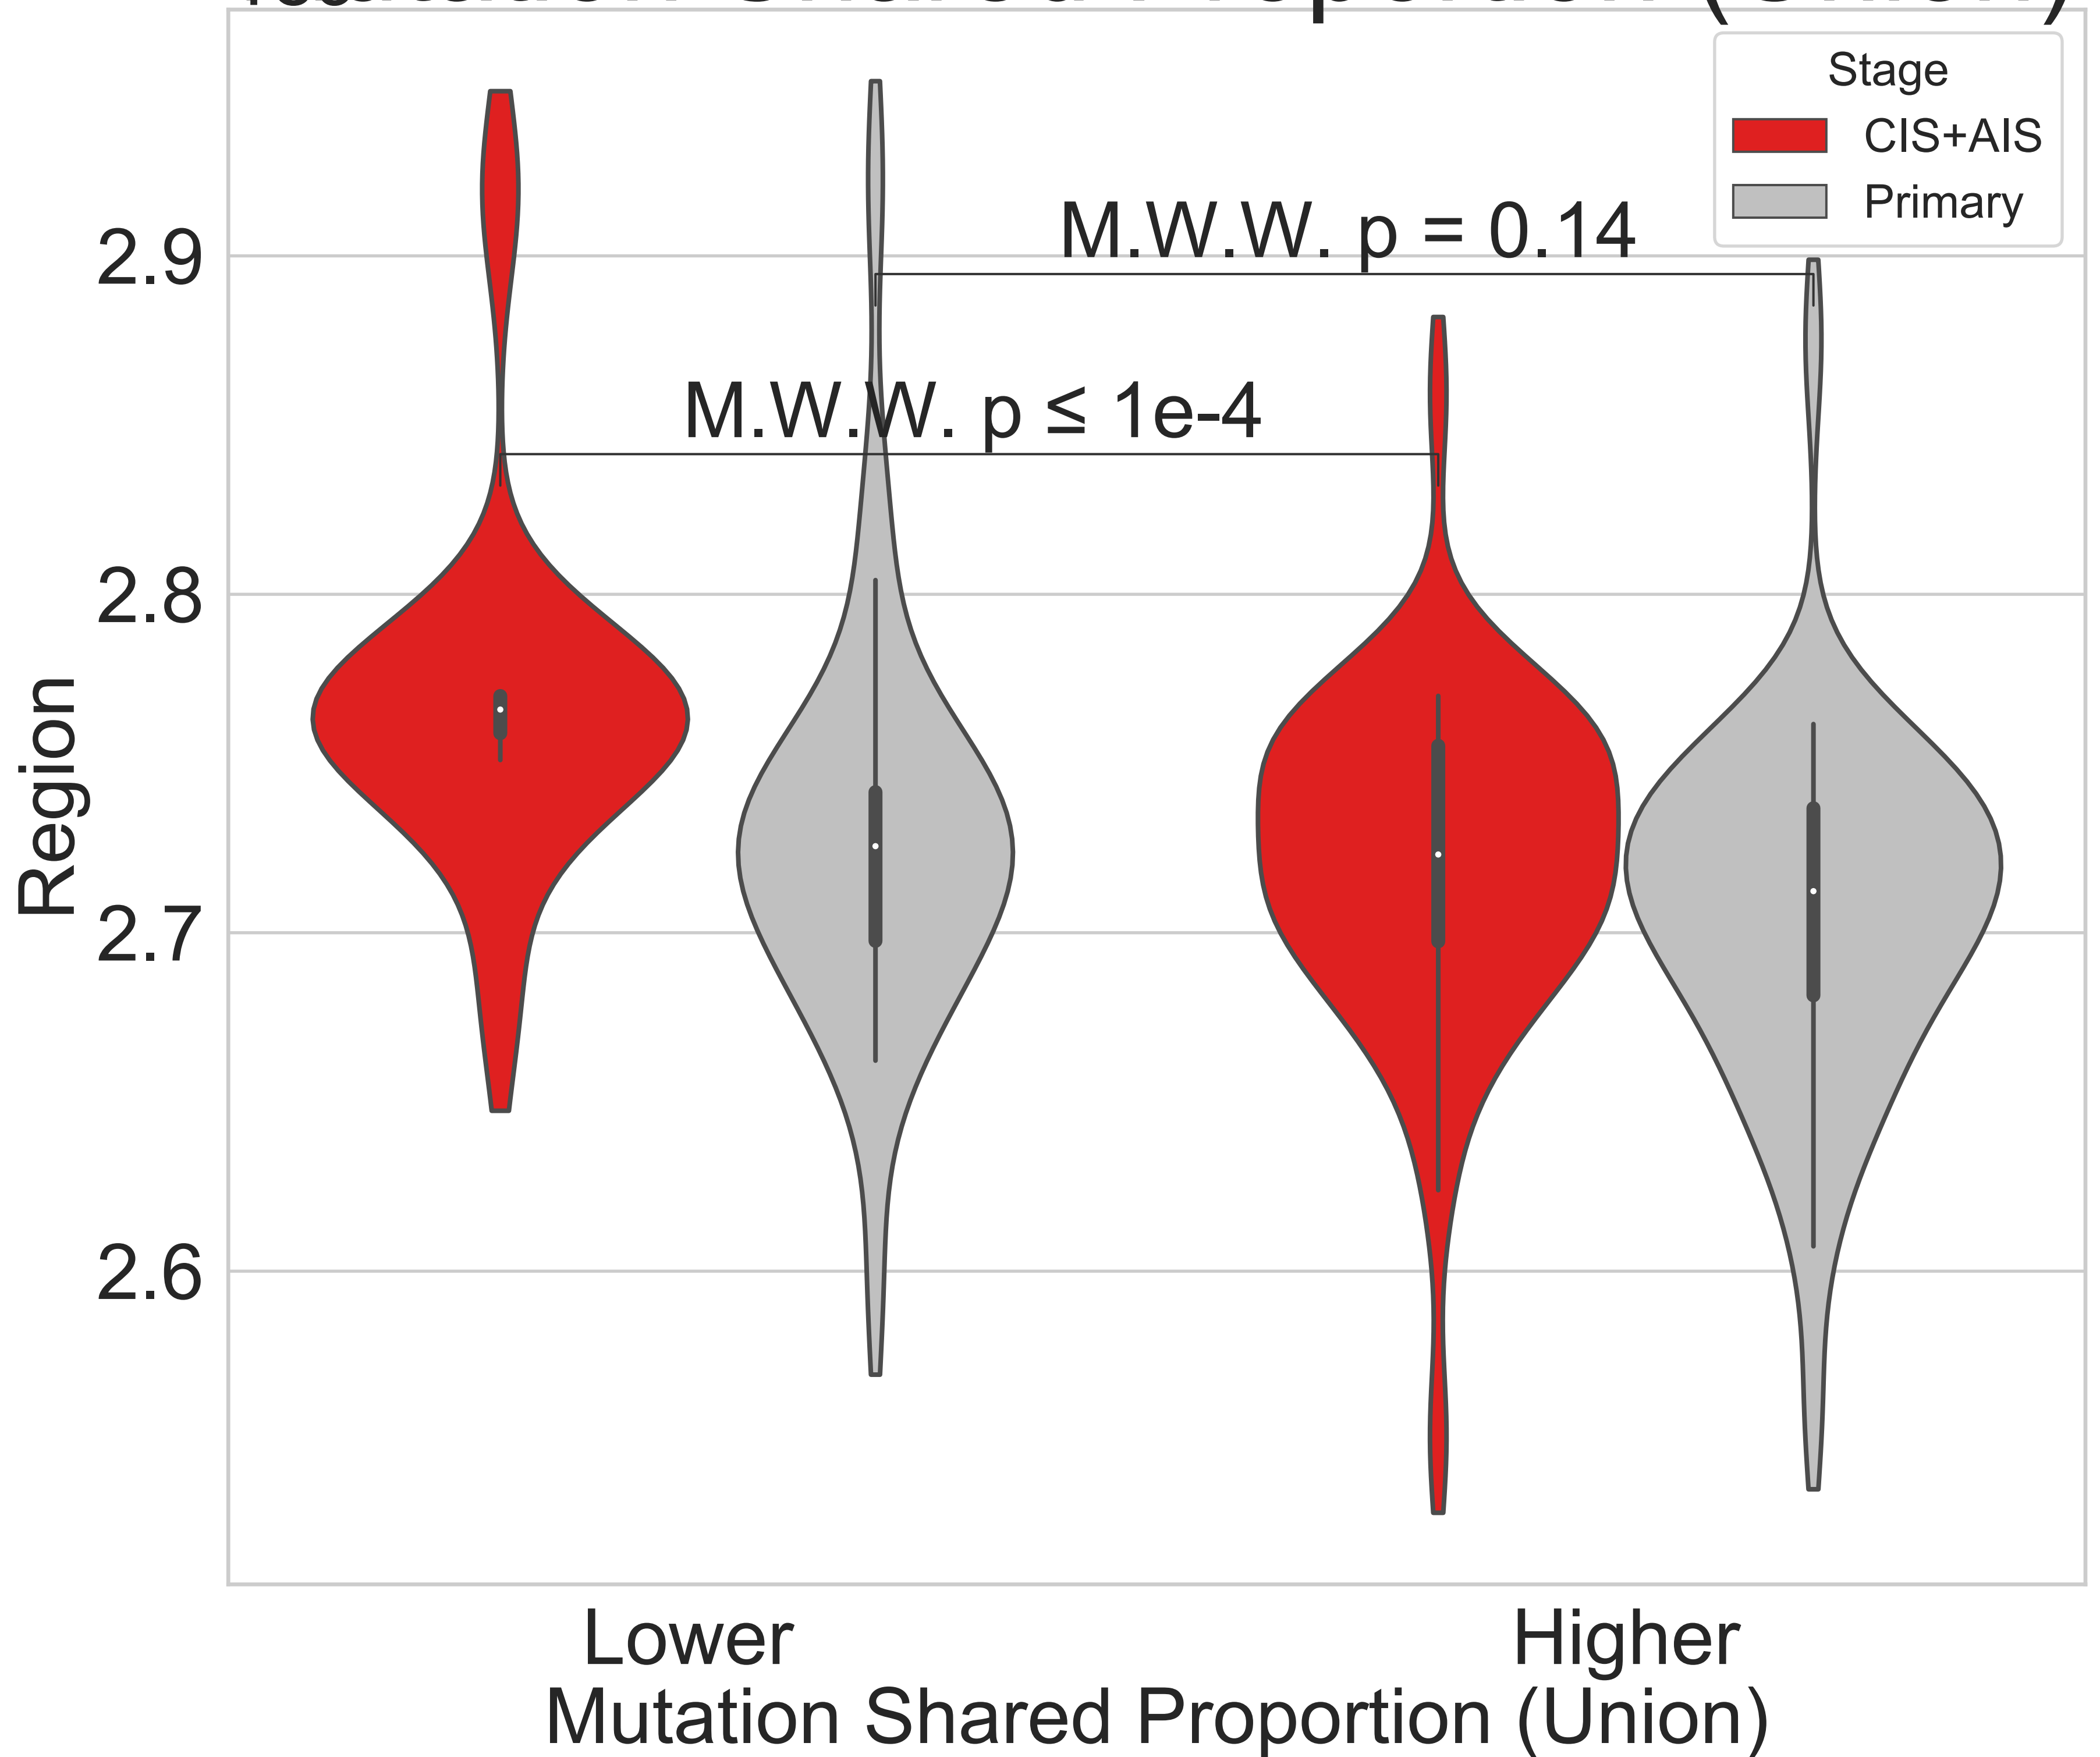 Stage
CIS+AIS
Primary
M.W.W. p = 0.14
M.W.W. p ≤ 1e-4
2.9
2.8
2.7
2.6
Region
Lower
Higher
Mutation Shared Proportion (Union)